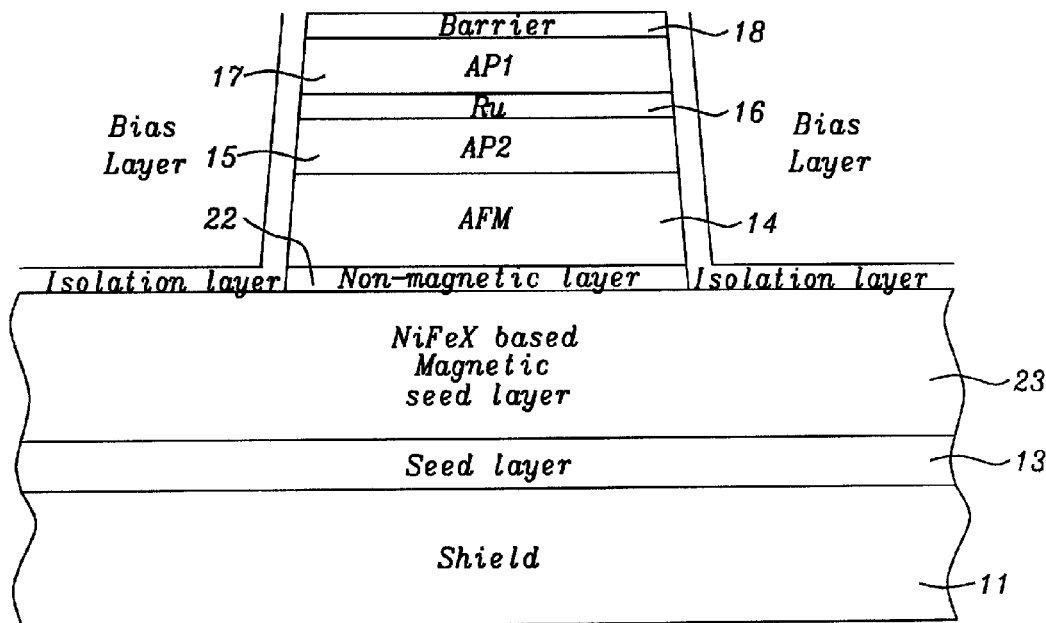 Barrier
18
17
AP1
Ru
16
Bias
Layer
15
AP2
Bias
Layer
AFM
14
22
Isolation layer
Non-magnetic layer
Isolation layer
NiFeX based
Magnetic
seed layer
23
Seed layer
13
Shield
11